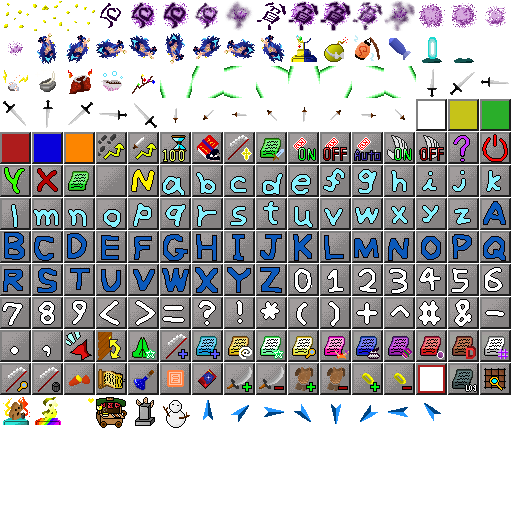 100 ON OFF Auto ON OFF ?
Y X N a b c d e f g h i j k
l m n o p q r s t u v w x y z A
B C D E F G H I J K L M N O P Q
R S T U V W X Y Z 0 1 2 3 4 5 6
7 8 9 < > = ? ! * ( ) + ^ # & -
. ,